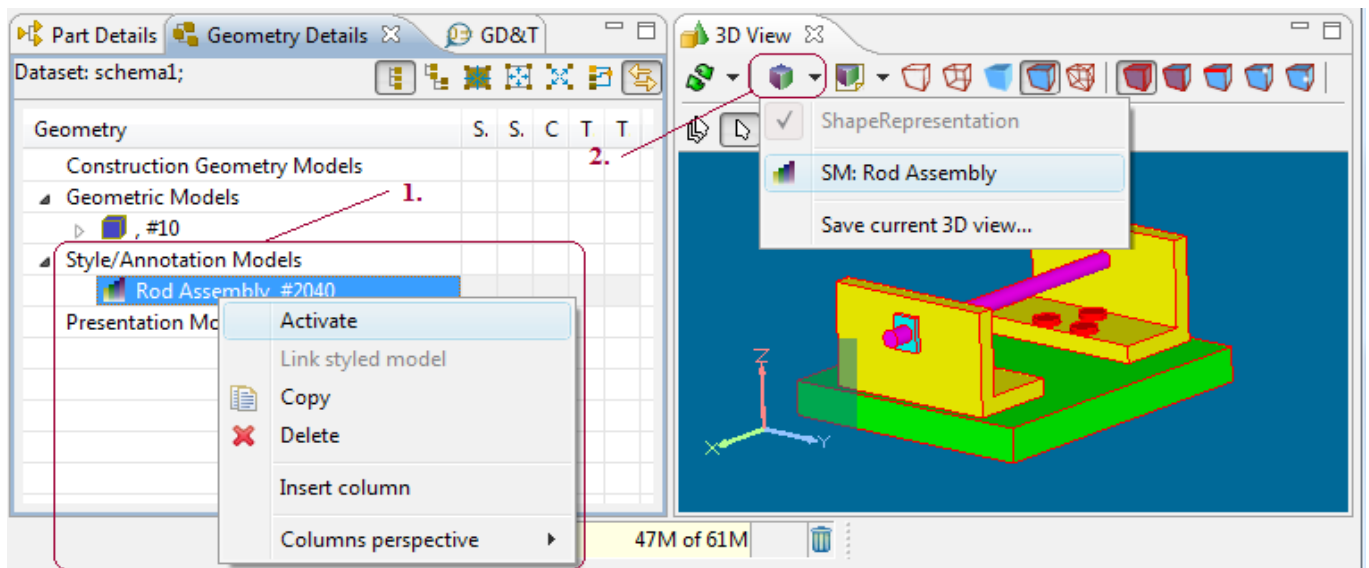 Part Details
Geometry Details
GD&T
Dataset: schema1;
Geometry S. S. C T T
Construction Geometry Models
Geometric Models
, #10
Style/Annotation Models
Rod Assembly #2040
Presentation Mo
1.
Activate
Link styled model
Copy
Delete
Insert column
Columns perspective
3D View
2.
ShapeRepresentation
SM: Rod Assembly
Save current 3D view...
Z
X
Y
47M of 61M